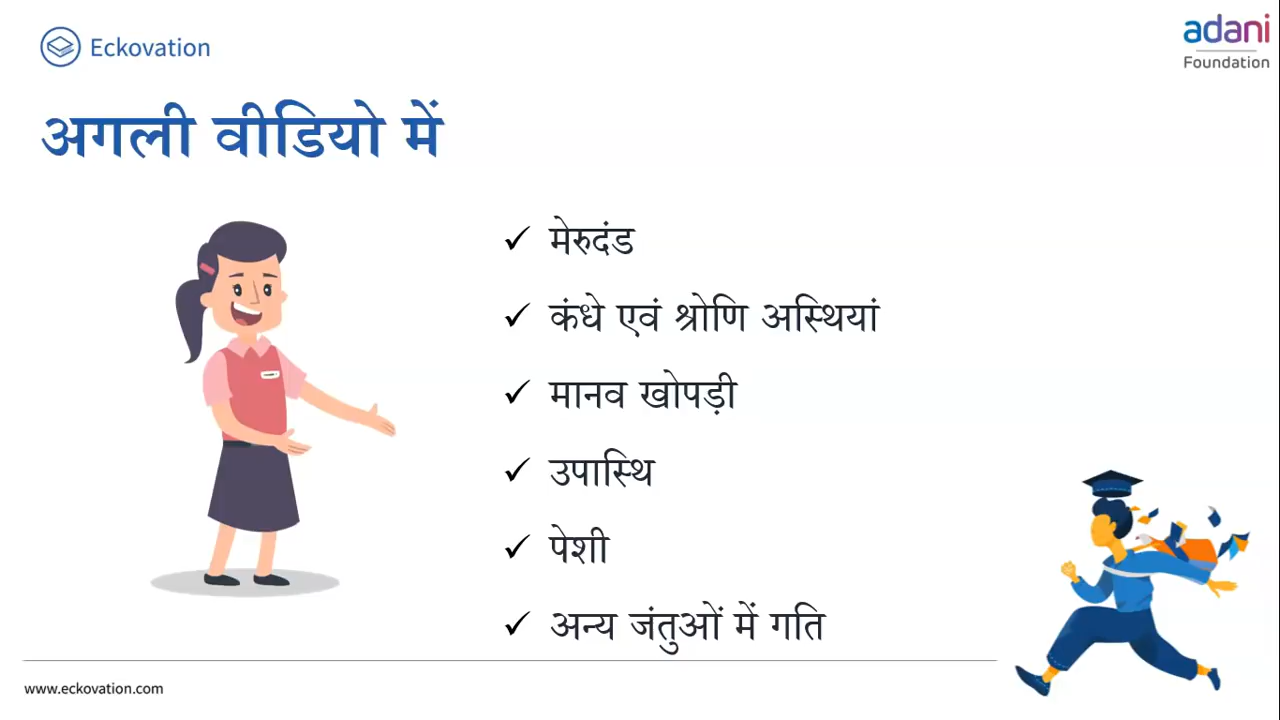 Eckovation
adani
Foundation
अगली वीडियो में
✓ मेरुदंड
✓ कंधे एवं श्रोणि अस्थियां
✓ मानव खोपड़ी
✓ उपास्थि
✓ पेशी
✓ अन्य जंतुओं में गति
www.eckovation.com